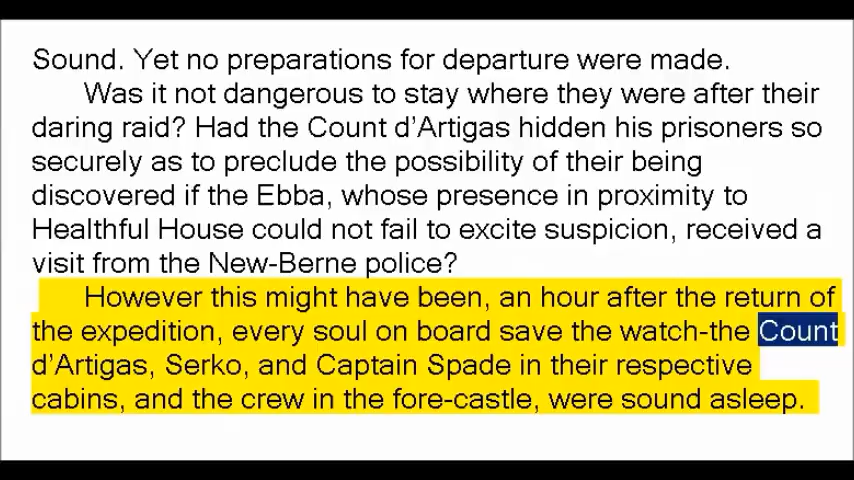 Sound. Yet no preparations for departure were made.
Was it not dangerous to stay where they were after their
daring raid? Had the Count d'Artigas hidden his prisoners so
securely as to preclude the possibility of their being
discovered if the Ebba, whose presence in proximity to
Healthful House could not fail to excite suspicion, received a
visit from the New-Berne police?
However this might have been, an hour after the return of
the expedition, every soul on board save the watch-the Count
d'Artigas, Serko, and Captain Spade in their respective
cabins, and the crew in the fore-castle, were sound asleep.